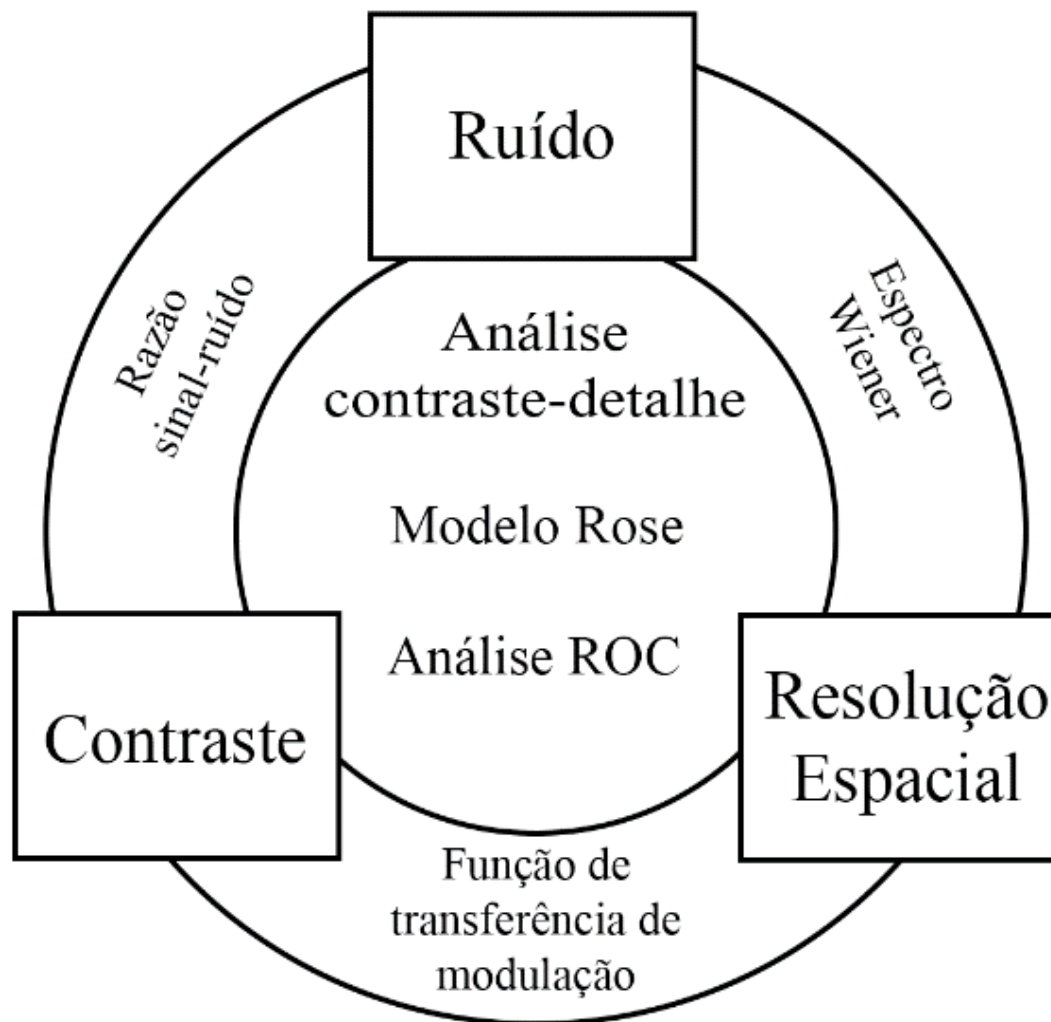 Ruído
Razão
sinal-ruído
Espectro
Wiener
Análise
contraste-detalhe
Modelo Rose
Análise ROC
Contraste
Resolução
Espacial
Função de
transferência de
modulação